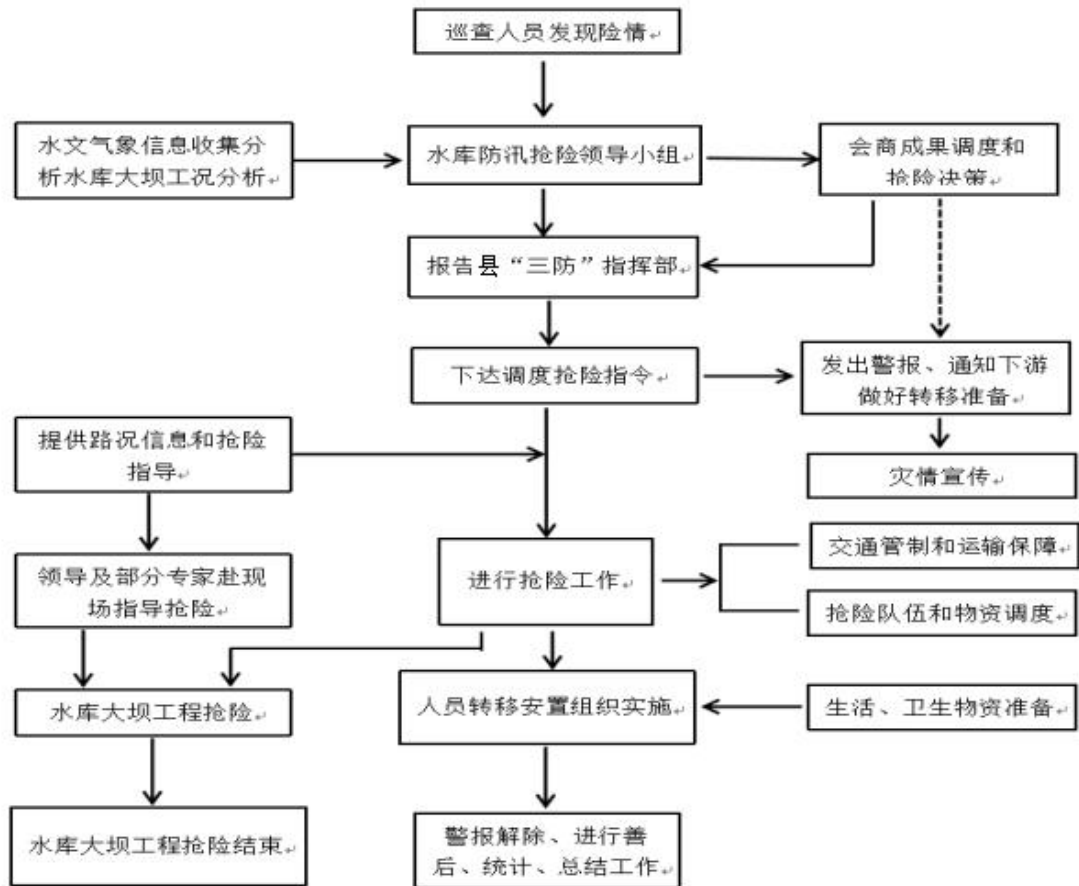 巡查人员发现险情
水文气象信息收集分
析水库大坝工况分析
水库防汛抢险领导小组
会商成果调度和
抢险决策
报告县“三防”指挥部
下达调度抢险指令
发出警报、通知下游
做好转移准备
提供路况信息和抢险
指导
灾情宣传
交通管制和运输保障
领导及部分专家赴现
场指导抢险
进行抢险工作
抢险队伍和物资调度
水库大坝工程抢险
人员转移安置组织实施
生活、卫生物资准备
水库大坝工程抢险结束
警报解除、进行善
后、统计、总结工作